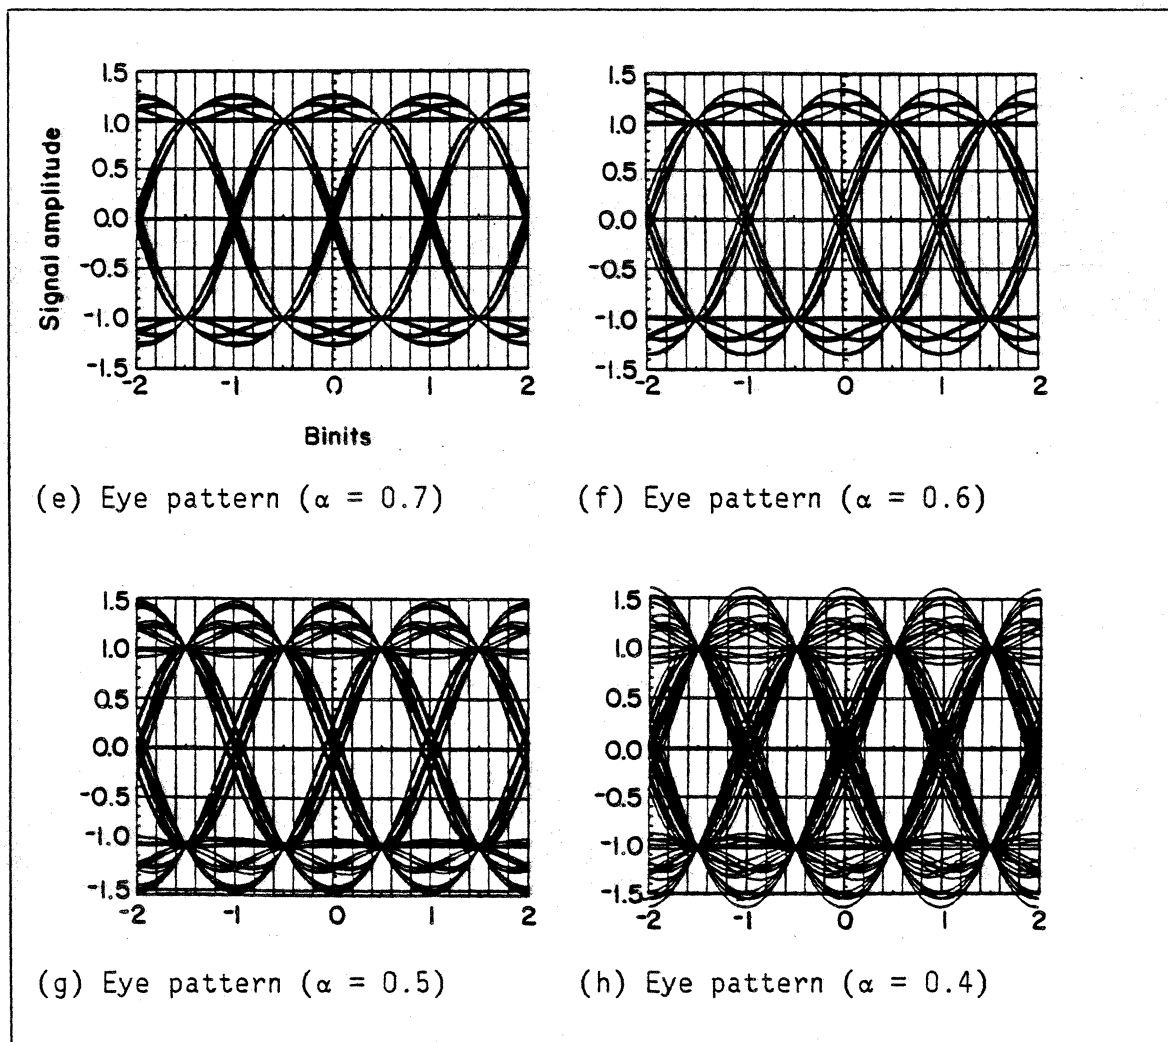 Signal amplitude
1.5
1.0
0.5
0.0
-0.5
-1.0
-1.5
-2 -1 0 1 2
Binits
(e) Eye pattern (α = 0.7)
1.5
1.0
0.5
0.0
-0.5
-1.0
-1.5
-2 -1 0 1 2
(f) Eye pattern (α = 0.6)
1.5
1.0
0.5
0.0
-0.5
-1.0
-1.5
-2 -1 0 1 2
(g) Eye pattern (α = 0.5)
1.5
1.0
0.5
0.0
-0.5
-1.0
-1.5
-2 -1 0 1 2
(h) Eye pattern (α = 0.4)